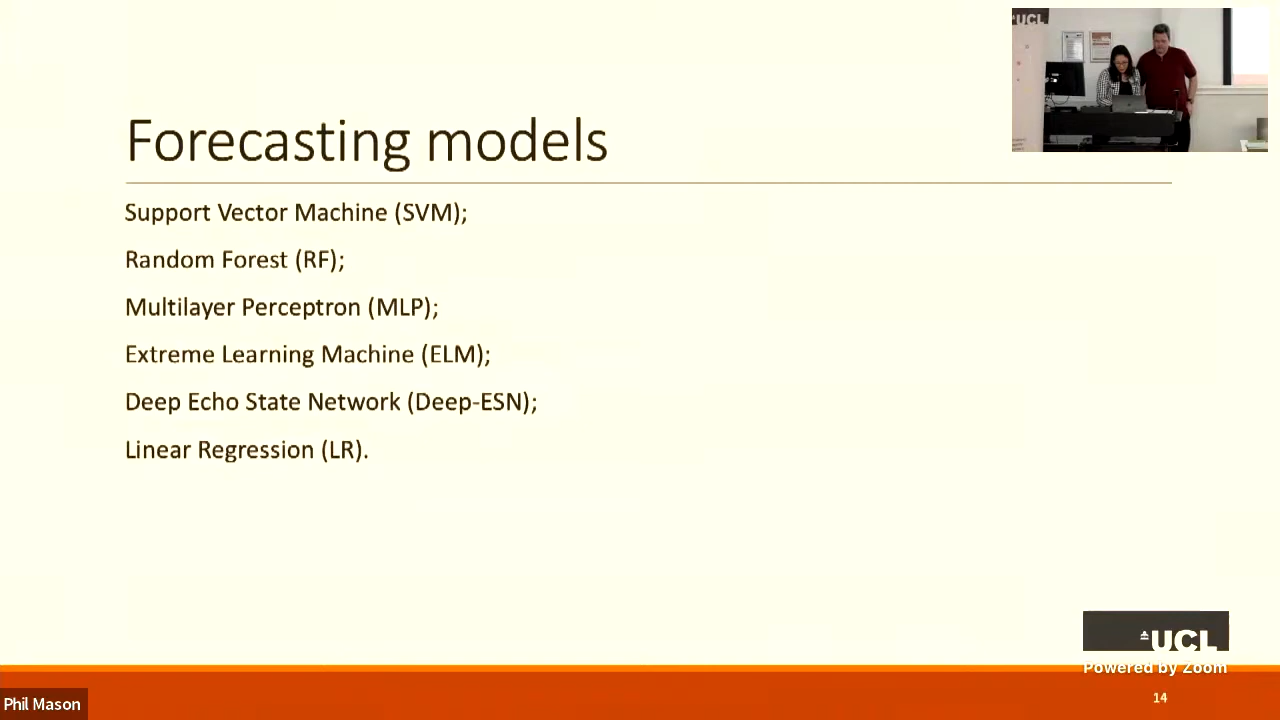 UCL
Forecasting models
Support Vector Machine (SVM);
Random Forest (RF);
Multilayer Perceptron (MLP);
Extreme Learning Machine (ELM);
Deep Echo State Network (Deep-ESN);
Linear Regression (LR).
UCL
Powered by Zoom
14
Phil Mason